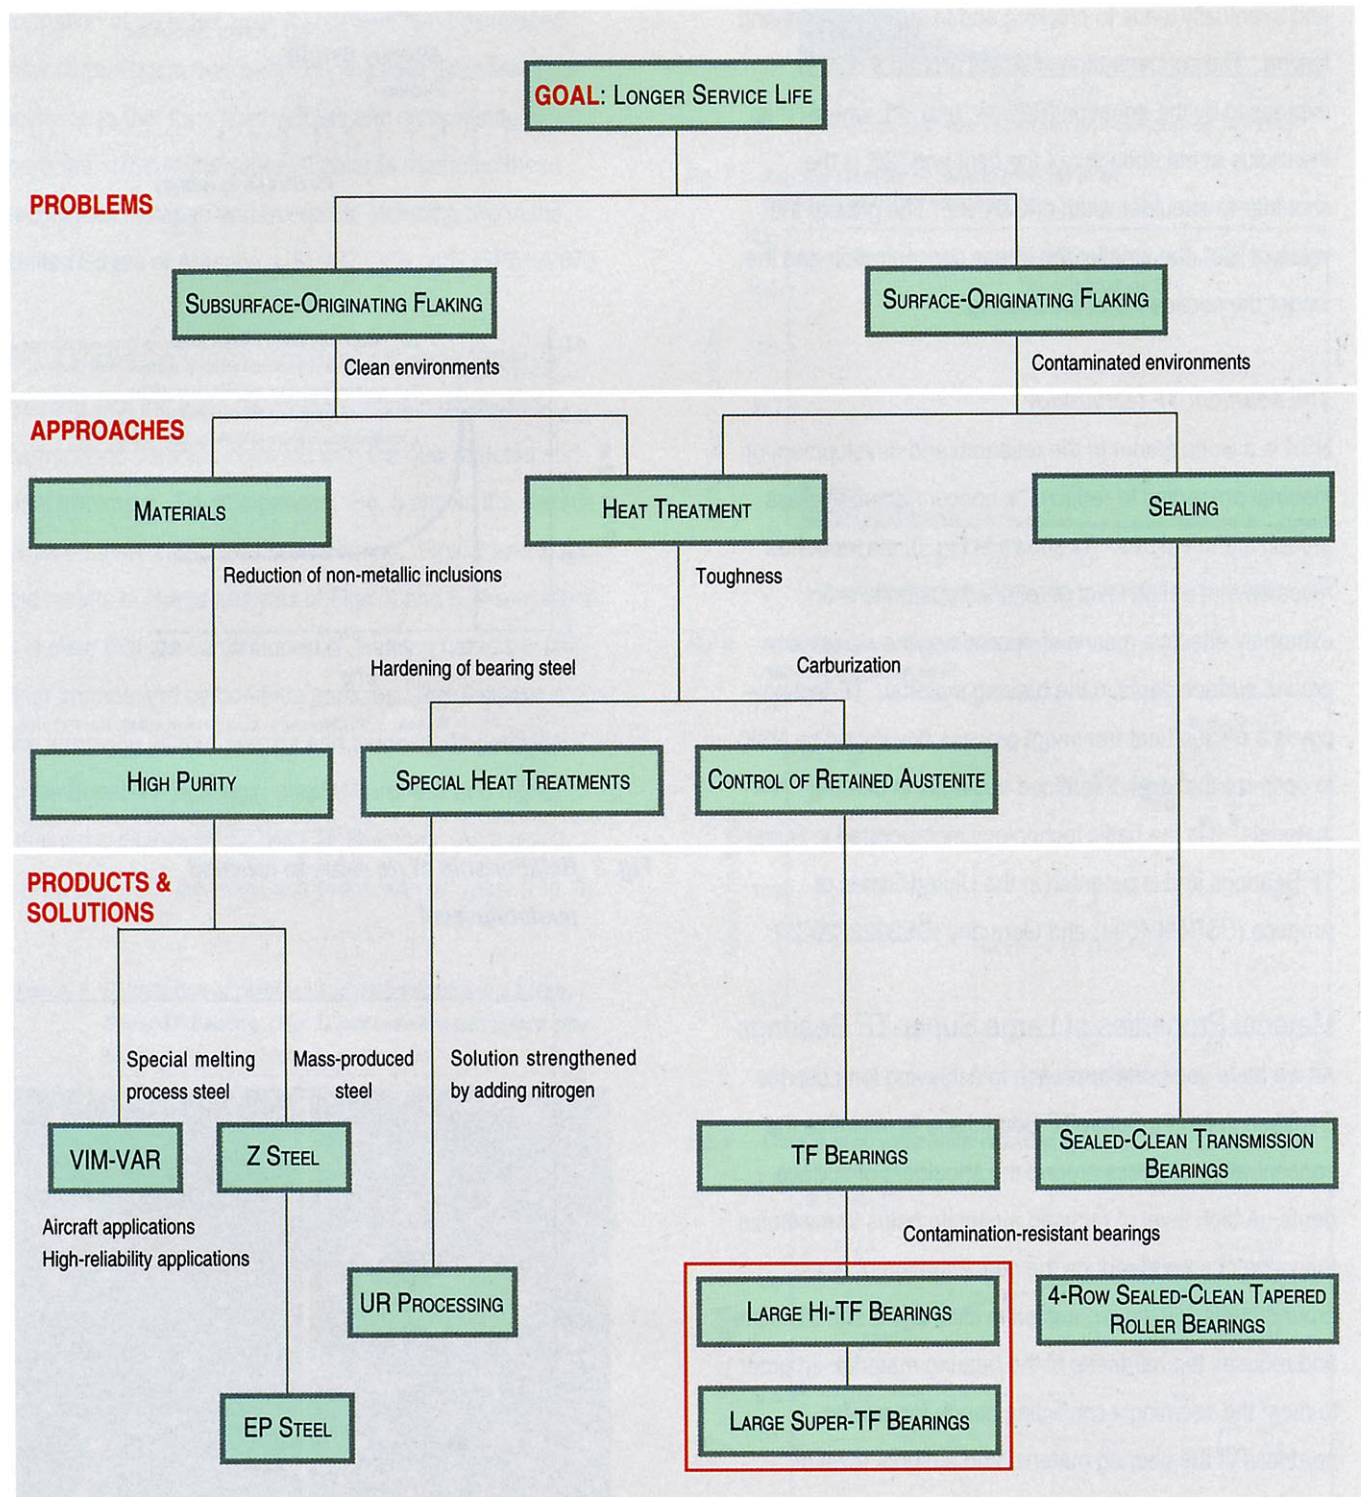 GOAL: LONGER SERVICE LIFE
PROBLEMS
SUBSURFACE-ORIGINATING FLAKING
SURFACE-ORIGINATING FLAKING
Clean environments
Contaminated environments
APPROACHES
MATERIALS
HEAT TREATMENT
SEALING
Reduction of non-metallic inclusions
Toughness
Hardening of bearing steel
Carburization
HIGH PURITY
SPECIAL HEAT TREATMENTS
CONTROL OF RETAINED AUSTENITE
PRODUCTS &
SOLUTIONS
Special melting
process steel
Mass-produced
steel
Solution strengthened
by adding nitrogen
VIM-VAR
Z STEEL
TF BEARINGS
SEALED-CLEAN TRANSMISSION
BEARINGS
Aircraft applications
High-reliability applications
Contamination-resistant bearings
UR PROCESSING
LARGE HI-TF BEARINGS
4-ROW SEALED-CLEAN TAPERED
ROLLER BEARINGS
EP STEEL
LARGE SUPER-TF BEARINGS